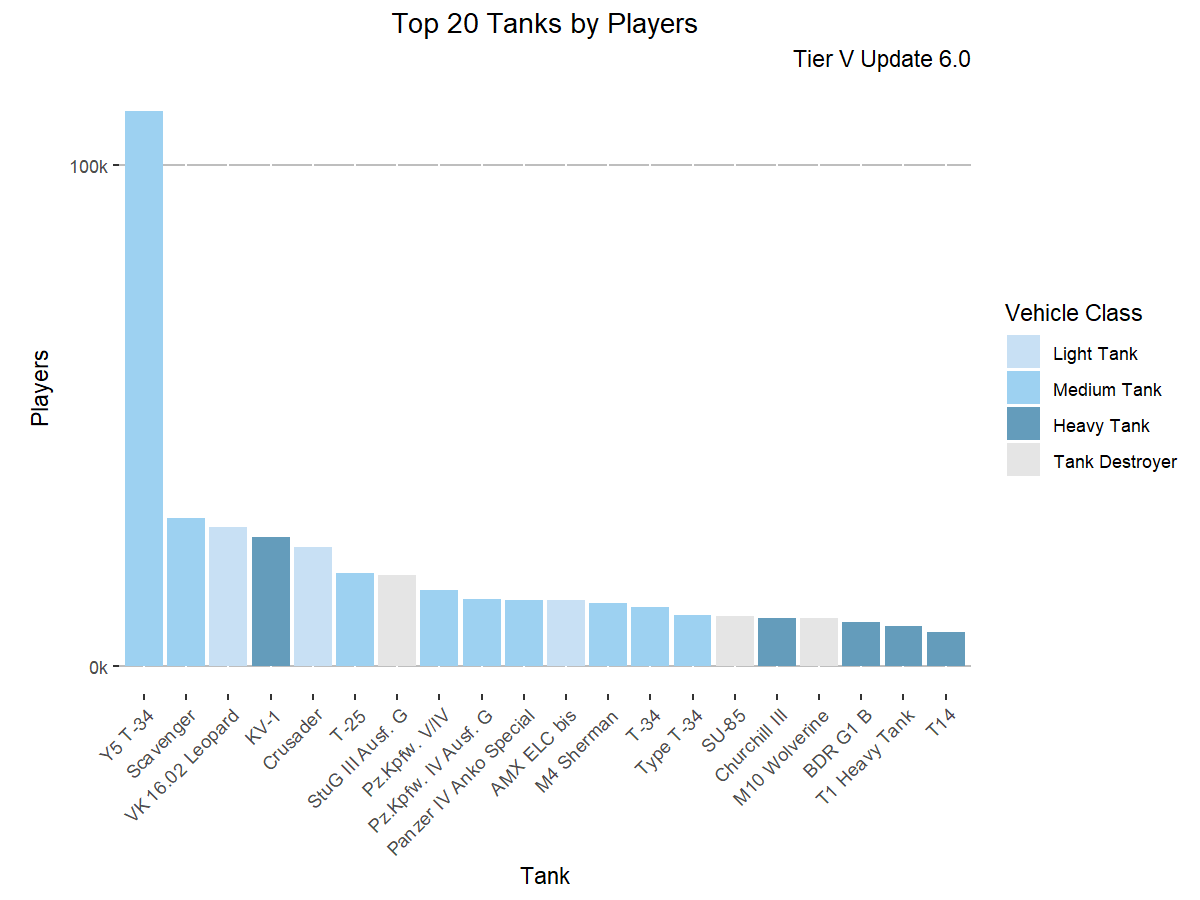 Top 20 Tanks by Players
Tier V Update 6.0
100k
0k
Players
Y5 T-34
Scavenger
VK 16.02 Leopard
KV-1
Crusader
T-25
StuG III Ausf. G
Pz.Kpfw. V/IV
Pz.Kpfw. IV Ausf. G
Panzer IV Anko Special
AMX ELC bis
M4 Sherman
T-34
Type T-34
SU-85
Churchill III
M10 Wolverine
BDR G1 B
T1 Heavy Tank
T14
Tank
Vehicle Class
Light Tank
Medium Tank
Heavy Tank
Tank Destroyer